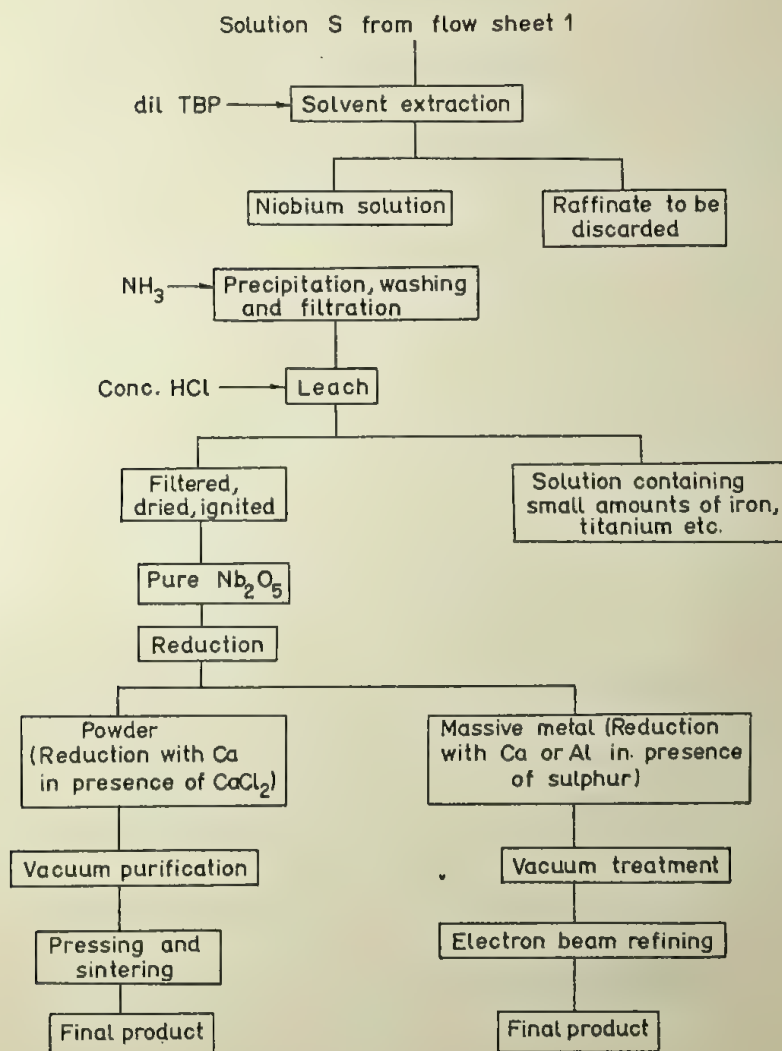 Solution S from flow sheet 1
dil TBP
Solvent extraction
Niobium solution
Raffinate to be
discarded
NH₃
Precipitation, washing
and filtration
Conc. HCl
Leach
Filtered,
dried, ignited
Solution containing
small amounts of iron,
titanium etc.
Pure Nb₂O₅
Reduction
Powder
(Reduction with Ca
in presence of CaCl₂)
Massive metal (Reduction
with Ca or Al in. presence
of sulphur)
Vacuum purification
Vacuum treatment
Pressing and
sintering
Electron beam refining
Final product
Final product